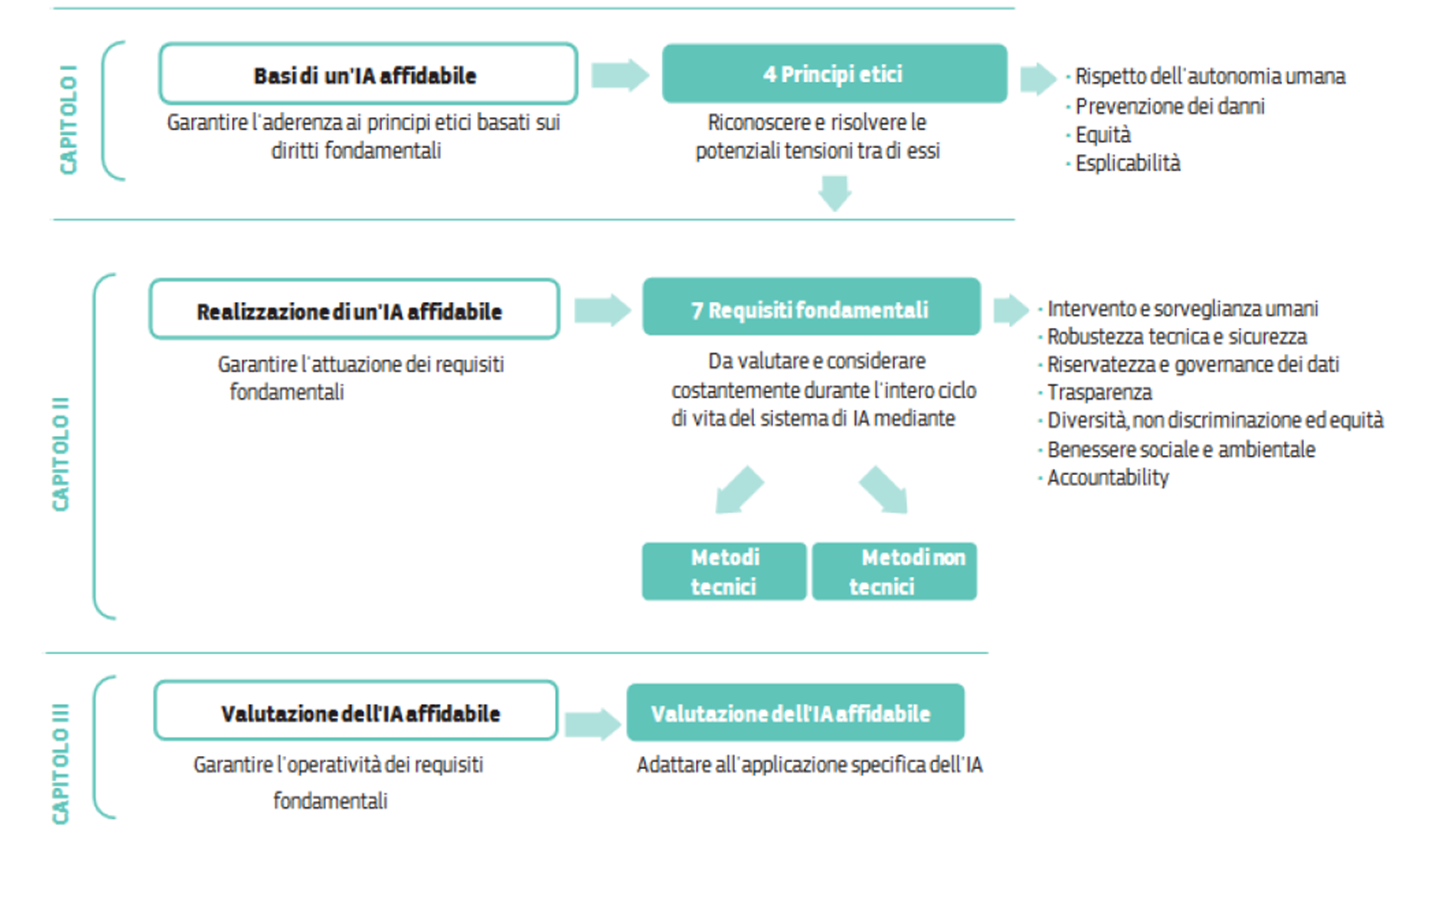 CAPITOLO I
Basi di un'IA affidabile
Garantire l'aderenza ai principi etici basati sui
diritti fondamentali
4 Principi etici
Riconoscere e risolvere le
potenziali tensioni tra di essi
· Rispetto dell'autonomia umana
· Prevenzione dei danni
· Equità
· Esplicabilità
CAPITOLO II
Realizzazione di un'IA affidabile
Garantire l'attuazione dei requisiti
fondamentali
7 Requisiti fondamentali
Da valutare e considerare
costantemente durante l'intero ciclo
di vita del sistema di IA mediante
· Intervento e sorveglianza umani
· Robustezza tecnica e sicurezza
· Riservatezza e governance dei dati
· Trasparenza
· Diversità, non discriminazione ed equità
· Benessere sociale e ambientale
· Accountability
Metodi
tecnici
Metodi non
tecnici
CAPITOLO III
Valutazione dell'IA affidabile
Garantire l'operatività dei requisiti
fondamentali
Valutazione dell'IA affidabile
Adattare all'applicazione specifica dell'IA